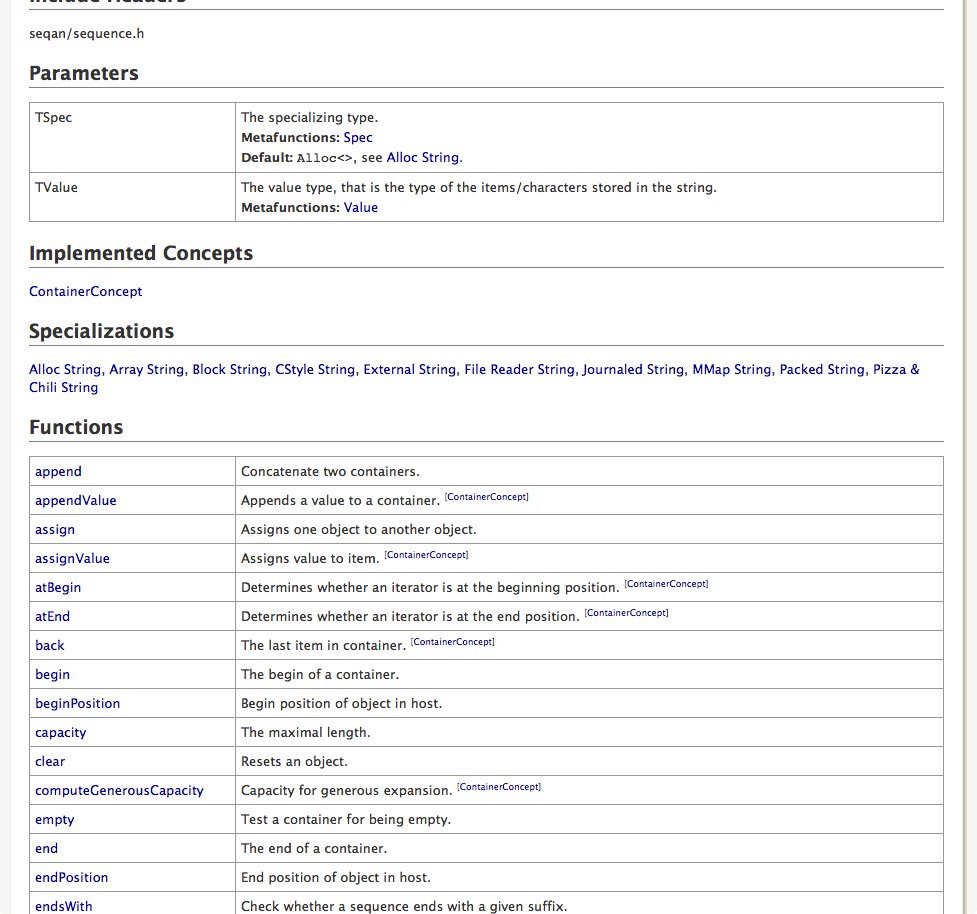 Include Headers
seqan/sequence.h
Parameters
TSpec The specializing type.
Metafunctions: Spec
Default: Alloc<>, see Alloc String.
TValue The value type, that is the type of the items/characters stored in the string.
Metafunctions: Value
Implemented Concepts
ContainerConcept
Specializations
Alloc String, Array String, Block String, CStyle String, External String, File Reader String, Journaled String, MMap String, Packed String, Pizza &
Chili String
Functions
append Concatenate two containers.
appendValue Appends a value to a container. [ContainerConcept]
assign Assigns one object to another object.
assignValue Assigns value to item. [ContainerConcept]
atBegin Determines whether an iterator is at the beginning position. [ContainerConcept]
atEnd Determines whether an iterator is at the end position. [ContainerConcept]
back The last item in container. [ContainerConcept]
begin The begin of a container.
beginPosition Begin position of object in host.
capacity The maximal length.
clear Resets an object.
computeGenerousCapacity Capacity for generous expansion. [ContainerConcept]
empty Test a container for being empty.
end The end of a container.
endPosition End position of object in host.
endsWith Check whether a sequence ends with a given suffix.